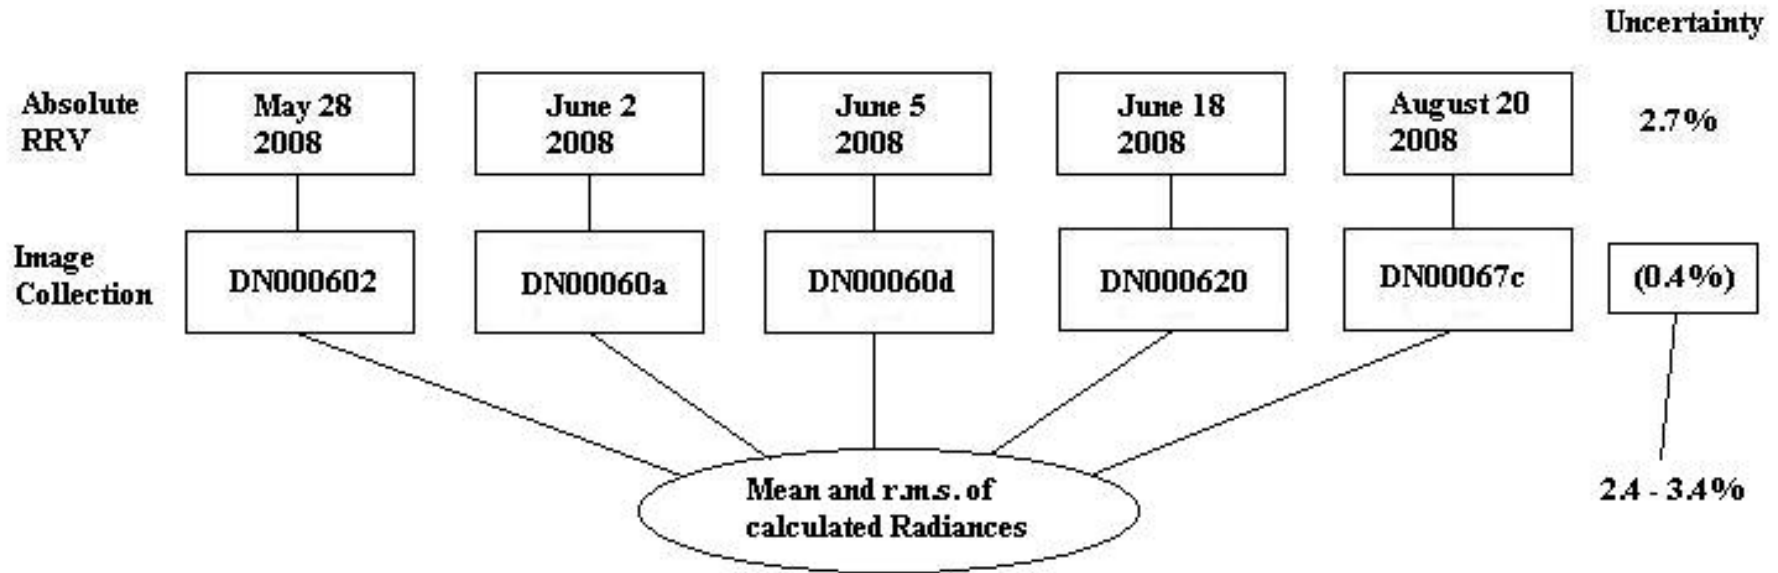 Uncertainty
Absolute
RRV
May 28
2008
June 2
2008
June 5
2008
June 18
2008
August 20
2008
2.7%
Image
Collection
DN000602
DN00060a
DN00060d
DN000620
DN00067c
(0.4%)
Mean and r.m.s. of
calculated Radiances
2.4 - 3.4%